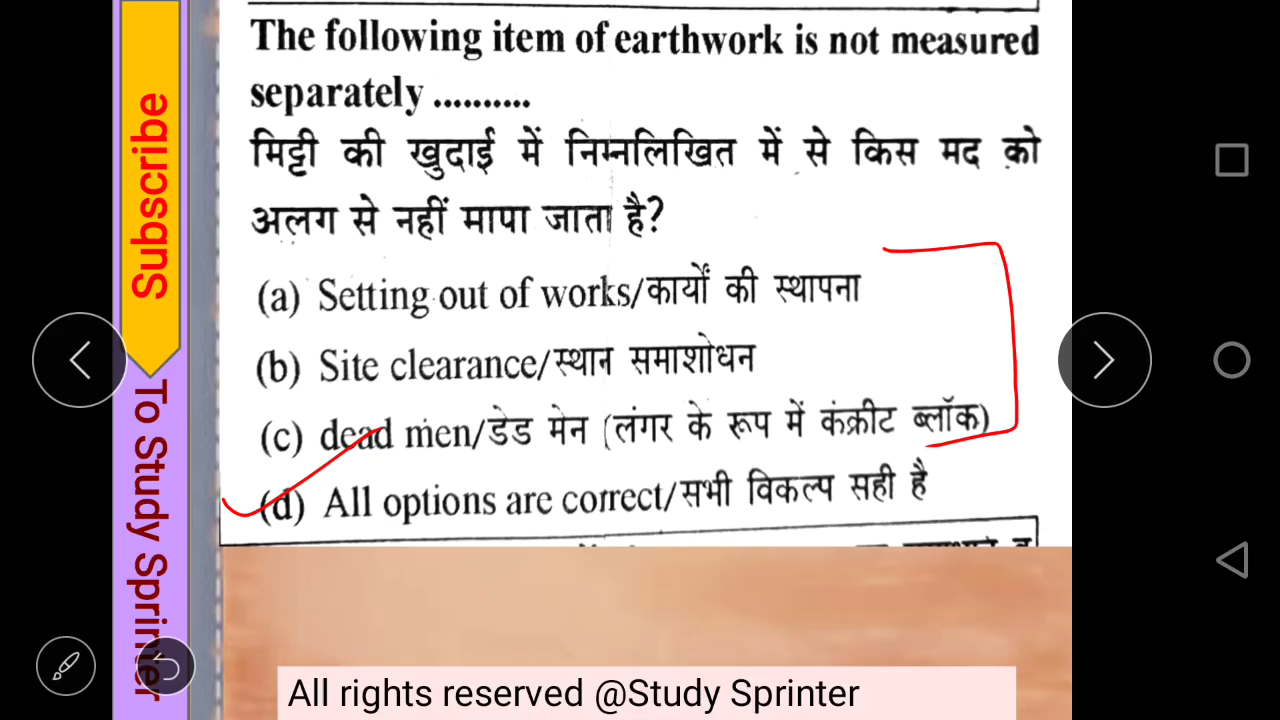 The following item of earthwork is not measured
separately ..........
मिट्टी की खुदाई में निम्नलिखित में से किस मद को
अलग से नहीं मापा जाता है?
(a) Setting out of works/कार्यों की स्थापना
(b) Site clearance/स्थान समाशोधन
(c) dead men/डेड मेन (लंगर के रूप में कंक्रीट ब्लॉक)
(d) All options are correct/सभी विकल्प सही है
Subscribe
To Study Sprinter
All rights reserved @Study Sprinter